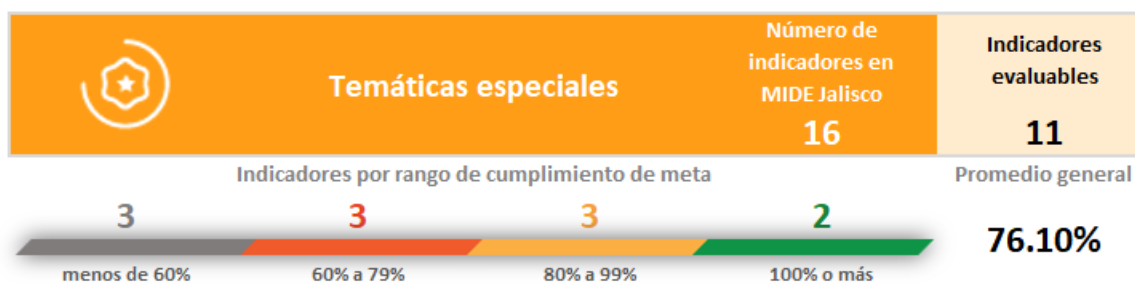 Temáticas especiales
Número de
indicadores en
MIDE Jalisco
16
Indicadores
evaluables
11
Indicadores por rango de cumplimiento de meta
Promedio general
3
3
3
2
76.10%
menos de 60%
60% a 79%
80% a 99%
100% o más